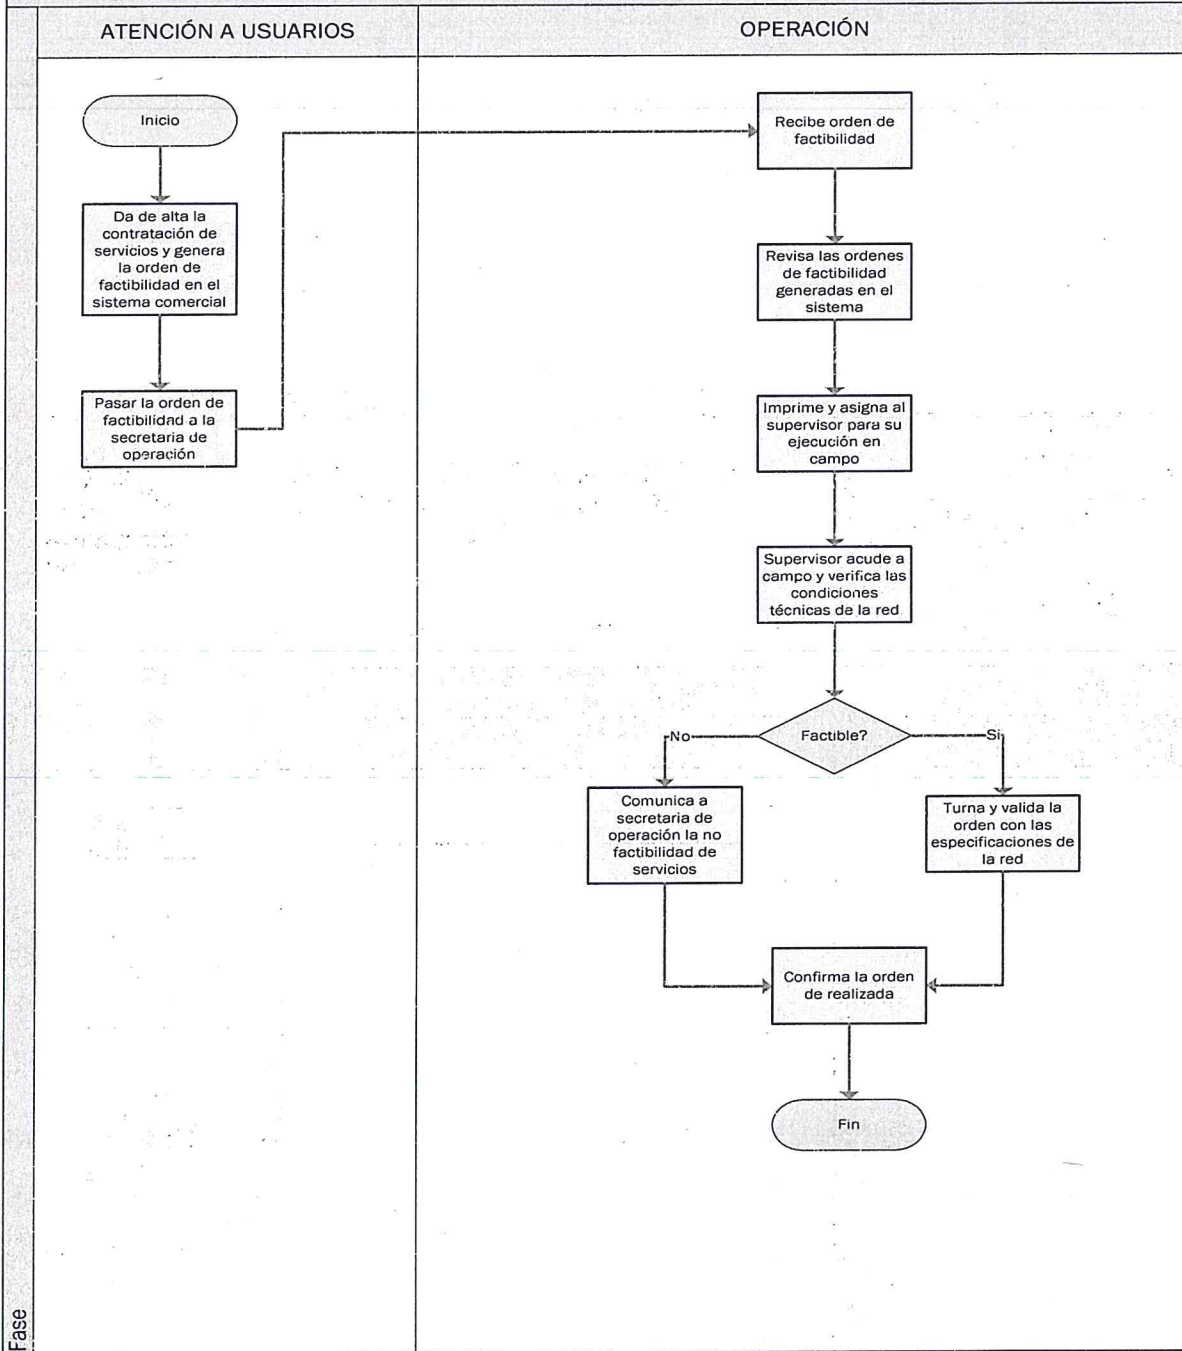 ATENCIÓN A USUARIOS
OPERACIÓN
Inicio
Da de alta la
contratación de
servicios y genera
la orden de
factibilidad en el
sistema comercial
Pasar la orden de
factibilidad a la
secretaria de
operación
Recibe orden de
factibilidad
Revisa las ordenes
de factibilidad
generadas en el
sistema
Imprime y asigna al
supervisor para su
ejecución en
campo
Supervisor acude a
campo y verifica las
condiciones
técnicas de la red
Factible?
No
Si
Comunica a
secretaria de
operación la no
factibilidad de
servicios
Turna y valida la
orden con las
especificaciones de
la red
Confirma la orden
de realizada
Fin
Fase